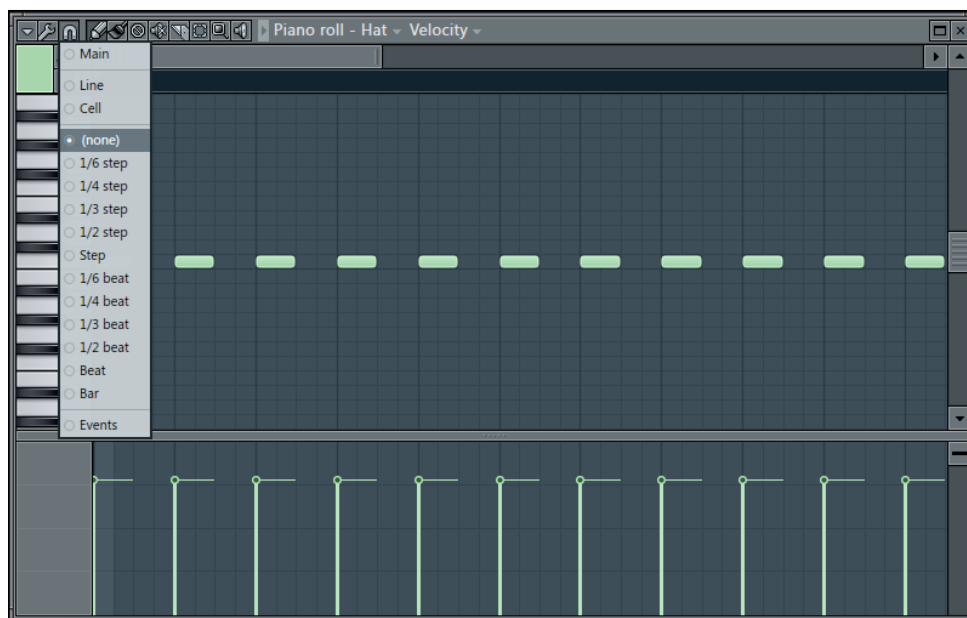 Piano roll - Hat Velocity
Main
Line
Cell
(none)
1/6 step
1/4 step
1/3 step
1/2 step
Step
1/6 beat
1/4 beat
1/3 beat
1/2 beat
Beat
Bar
Events